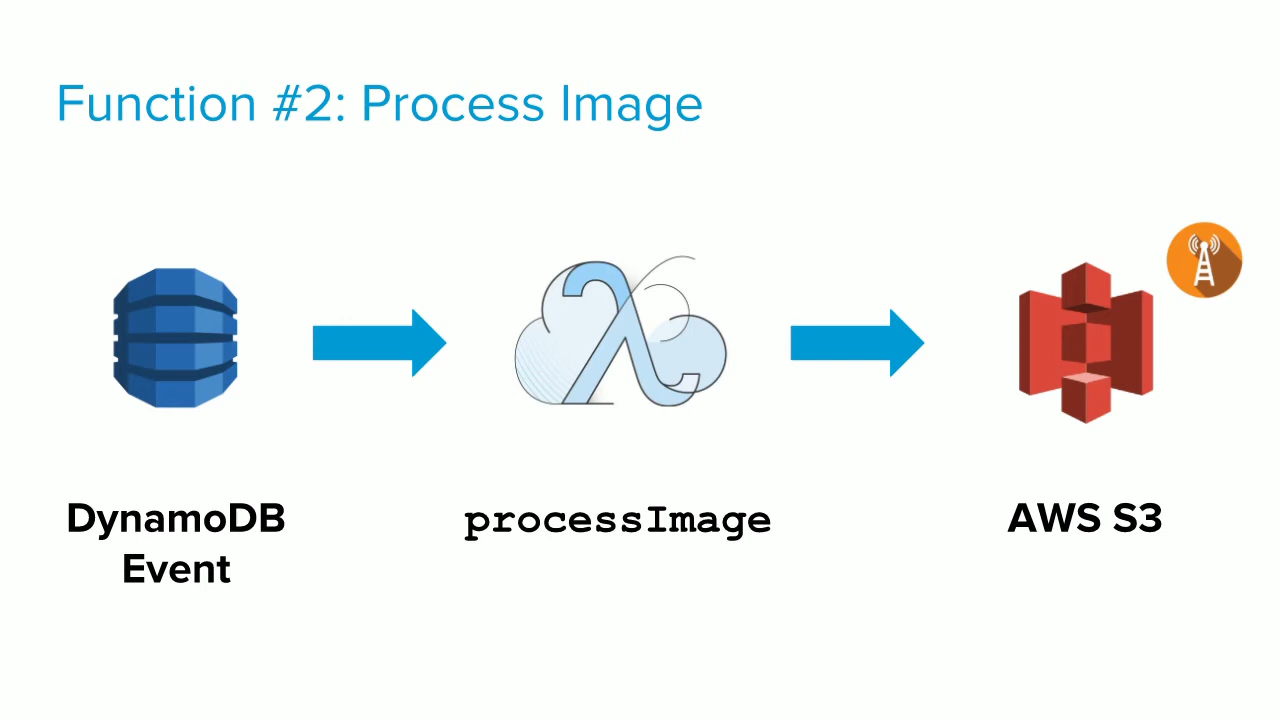 Function #2: Process Image
DynamoDB
Event
processImage
AWS S3